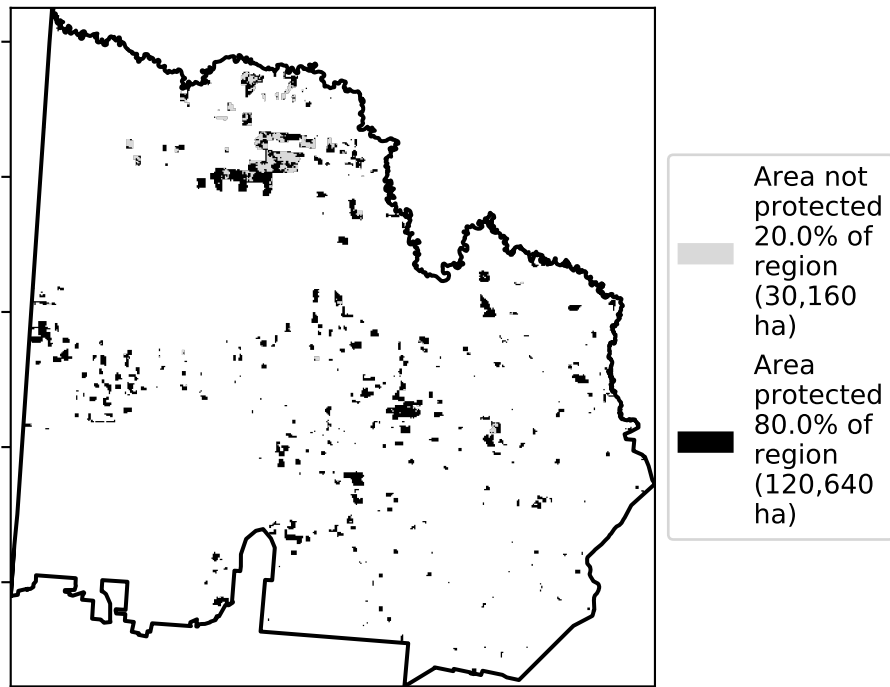 Area not
protected
20.0% of
region
(30,160
ha)
Area
protected
80.0% of
region
(120,640
ha)